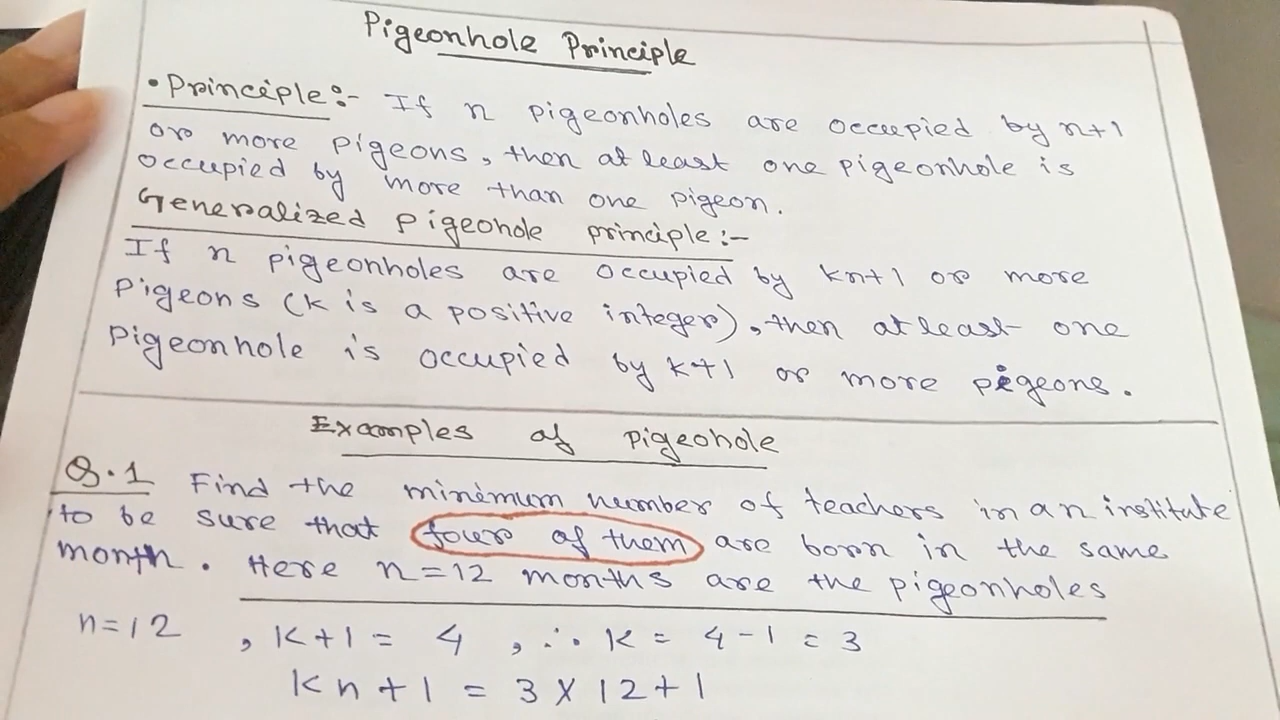 Pigeonhole Principle
• Principle:- If n pigeonholes are occupied by n+1
or more pigeons, then at least one pigeonhole is
occupied by more than one pigeon.
Generalized pigeohole principle:-
If n pigeonholes are occupied by kn+1 or more
pigeons (k is a positive integer), then at least one
pigeonhole is occupied by k+1 or more pigeons.
Examples of pigeohole
Q.1 Find the minimum number of teachers in an institute
to be sure that four of them are born in the same
month. Here n=12 months are the pigeonholes
n=12 , k+1 = 4 , ∴ k = 4-1 = 3
kn+1 = 3×12+1